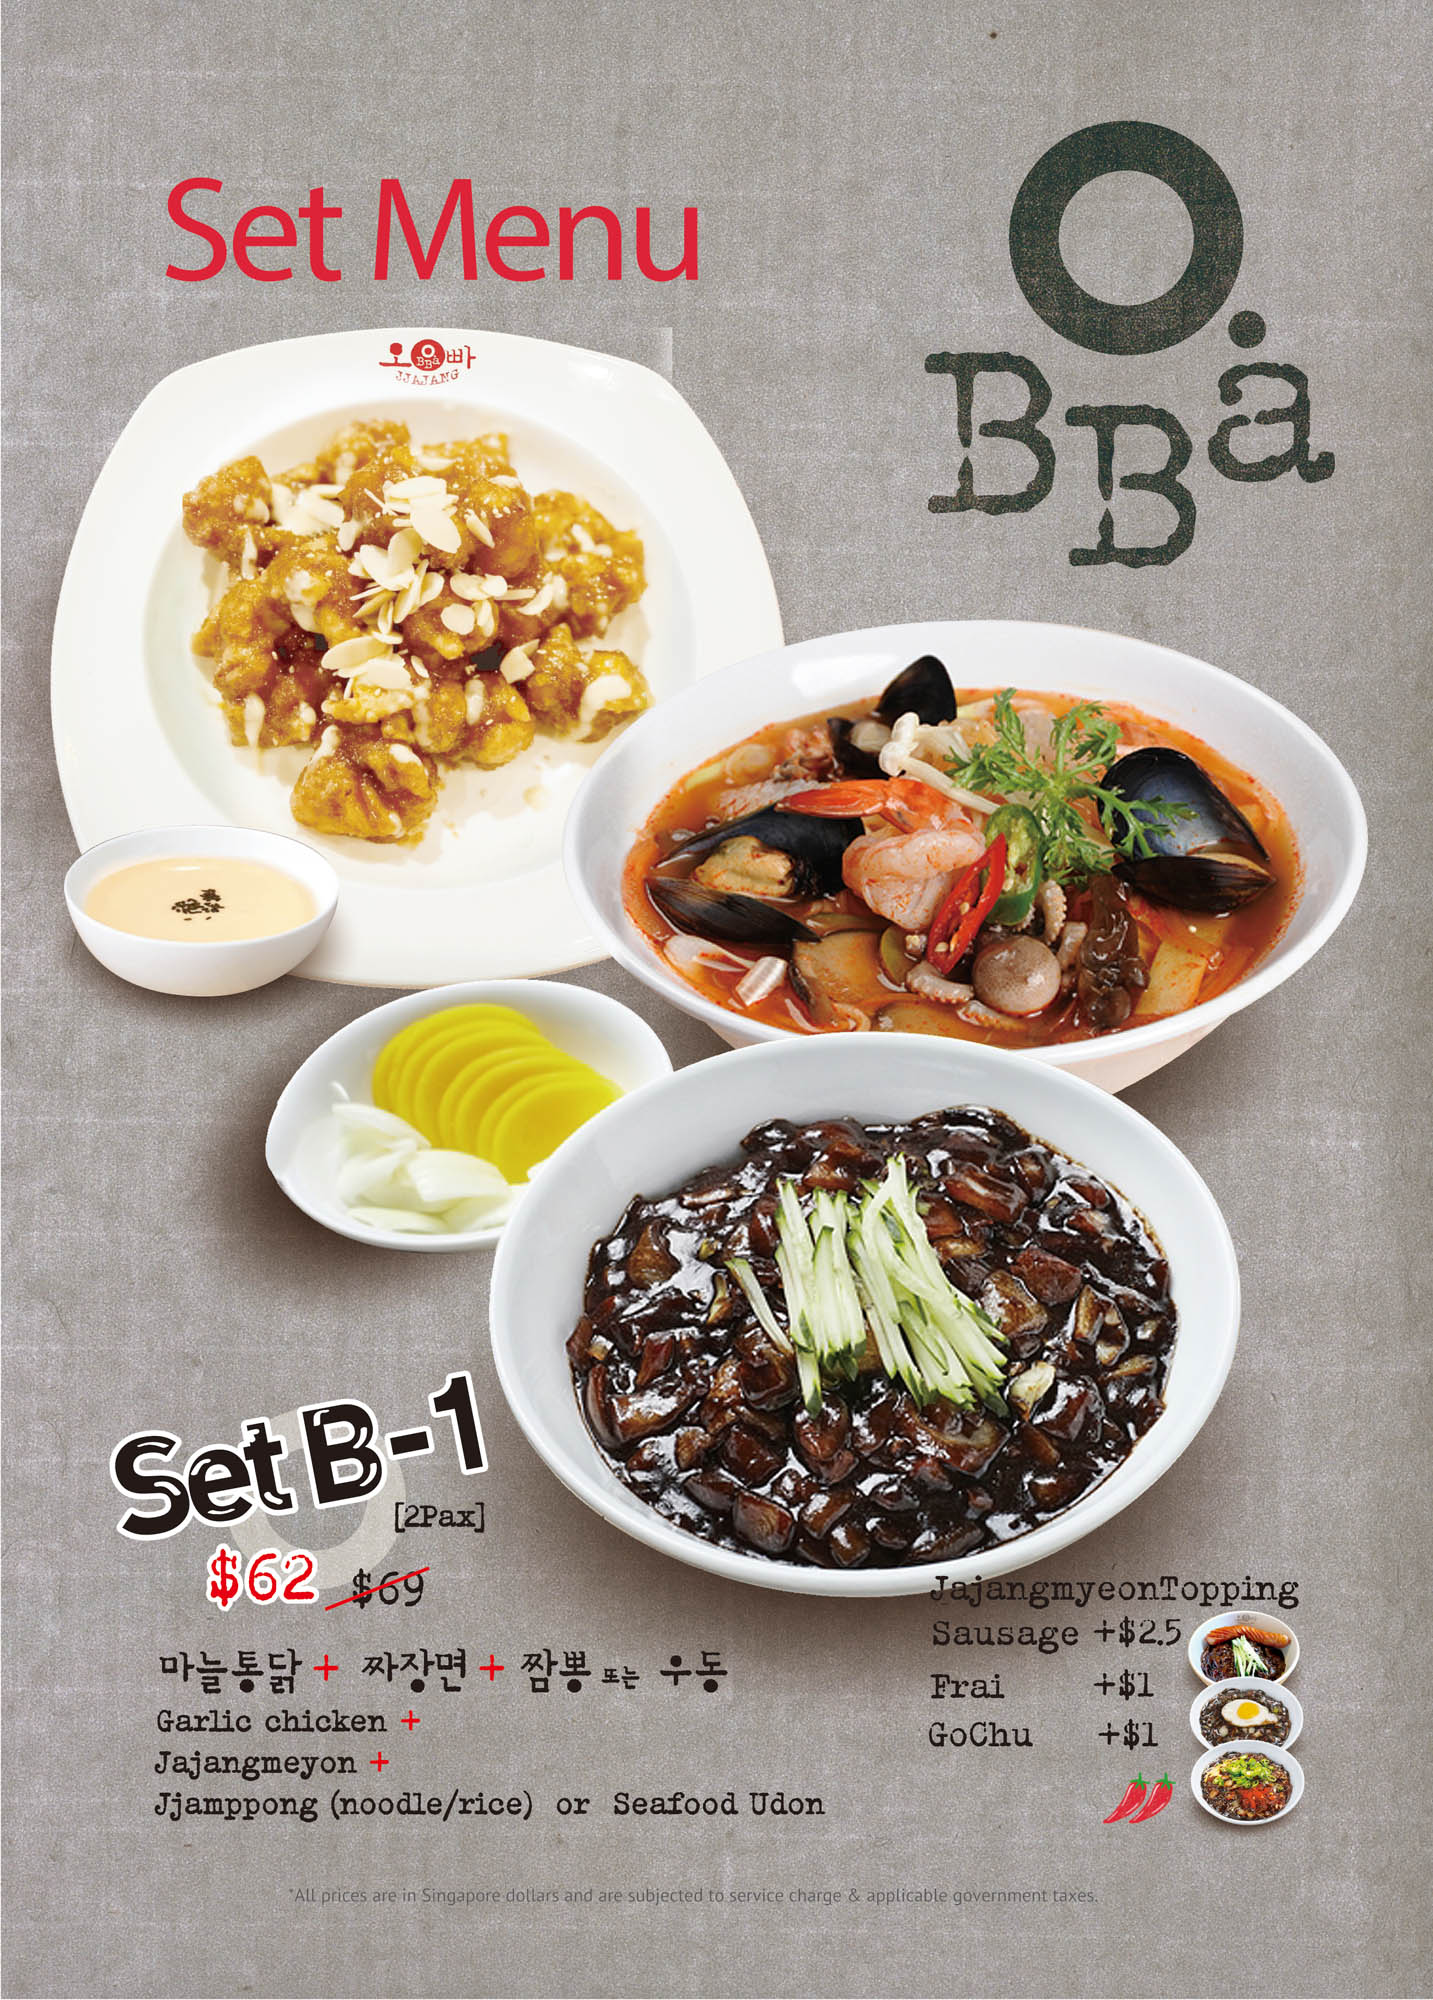 Set Menu
O.
BBa
오 O BBa 빠
JJAJANG
Set B-1
[2Pax]
$62 $69
마늘통닭 + 짜장면 + 짬뽕 또는 우동
Garlic chicken +
Jajangmeyon +
Jjamppong (noodle/rice) or Seafood Udon
JajangmyeonTopping
Sausage +$2.5
Frai +$1
GoChu +$1
*All prices are in Singapore dollars and are subjected to service charge & applicable government taxes.